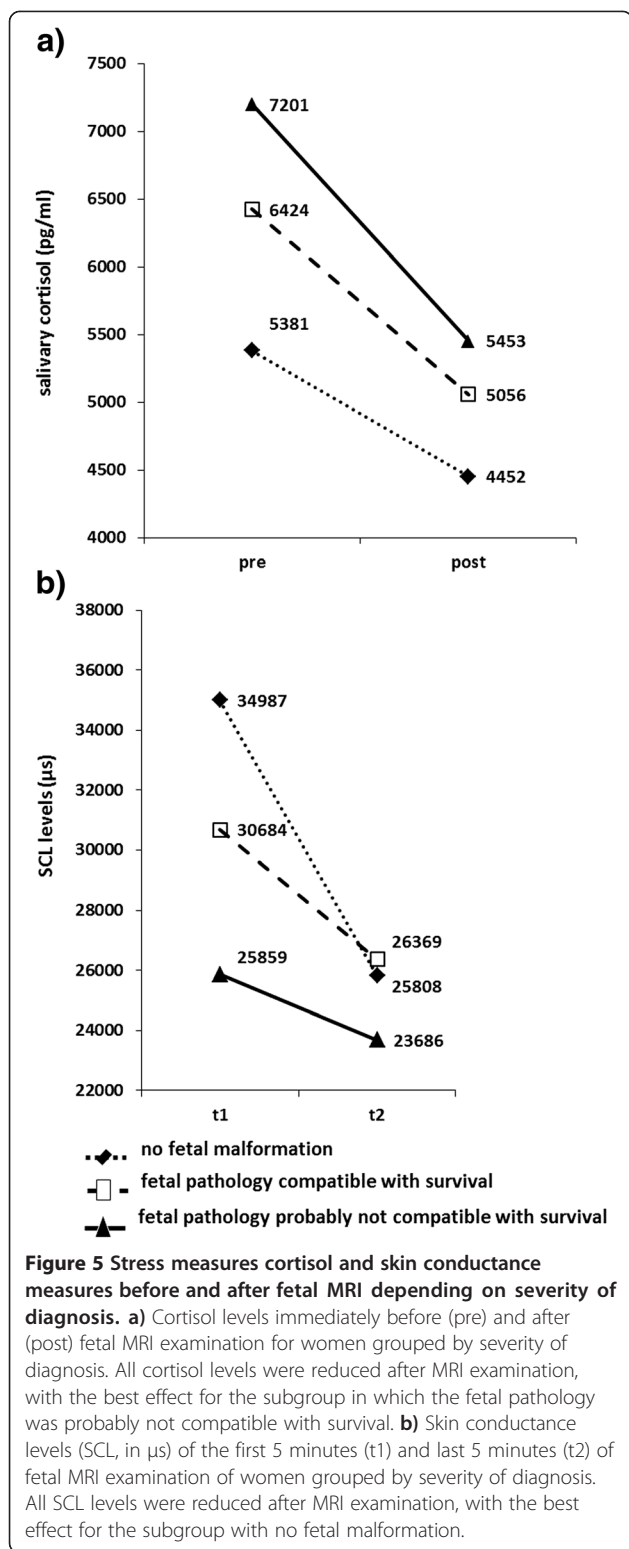 a)
7500
7000
6500
6000
5500
5000
4500
4000
salivary cortisol (pg/ml)
7201
6424
5381
5453
5056
4452
pre post
b)
38000
36000
34000
32000
30000
28000
26000
24000
22000
SCL levels (µs)
34987
30684
25859
26369
25808
23686
t1 t2
no fetal malformation
fetal pathology compatible with survival
fetal pathology probably not compatible with survival
Figure 5 Stress measures cortisol and skin conductance
measures before and after fetal MRI depending on severity of
diagnosis. a) Cortisol levels immediately before (pre) and after
(post) fetal MRI examination for women grouped by severity of
diagnosis. All cortisol levels were reduced after MRI examination,
with the best effect for the subgroup in which the fetal pathology
was probably not compatible with survival. b) Skin conductance
levels (SCL, in µs) of the first 5 minutes (t1) and last 5 minutes (t2) of
fetal MRI examination of women grouped by severity of diagnosis.
All SCL levels were reduced after MRI examination, with the best
effect for the subgroup with no fetal malformation.